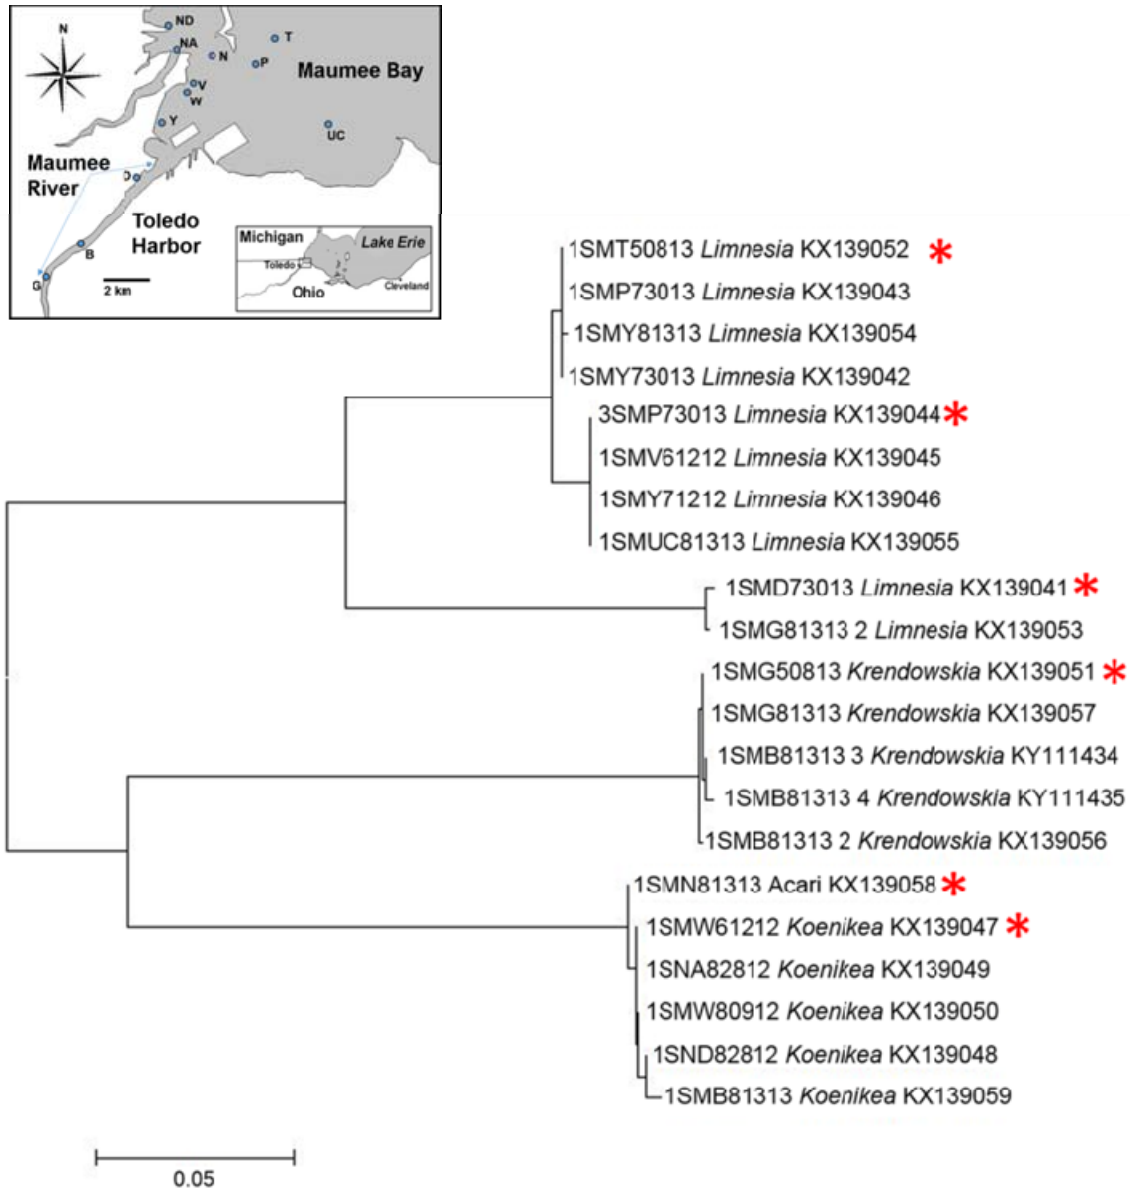 N
ND
NA
N
T
P
Maumee Bay
V
W
Y
UC
Maumee
River
D
Toledo
Harbor
B
G
2 km
Michigan
Lake Erie
Toledo
Ohio
Cleveland
1SMT50813 Limnesia KX139052 *
1SMP73013 Limnesia KX139043
1SMY81313 Limnesia KX139054
1SMY73013 Limnesia KX139042
3SMP73013 Limnesia KX139044 *
1SMV61212 Limnesia KX139045
1SMY71212 Limnesia KX139046
1SMUC81313 Limnesia KX139055
1SMD73013 Limnesia KX139041 *
1SMG81313 2 Limnesia KX139053
1SMG50813 Krendowskia KX139051 *
1SMG81313 Krendowskia KX139057
1SMB81313 3 Krendowskia KY111434
1SMB81313 4 Krendowskia KY111435
1SMB81313 2 Krendowskia KX139056
1SMN81313 Acari KX139058 *
1SMW61212 Koenikea KX139047 *
1SNA82812 Koenikea KX139049
1SMW80912 Koenikea KX139050
1SND82812 Koenikea KX139048
1SMB81313 Koenikea KX139059
0.05